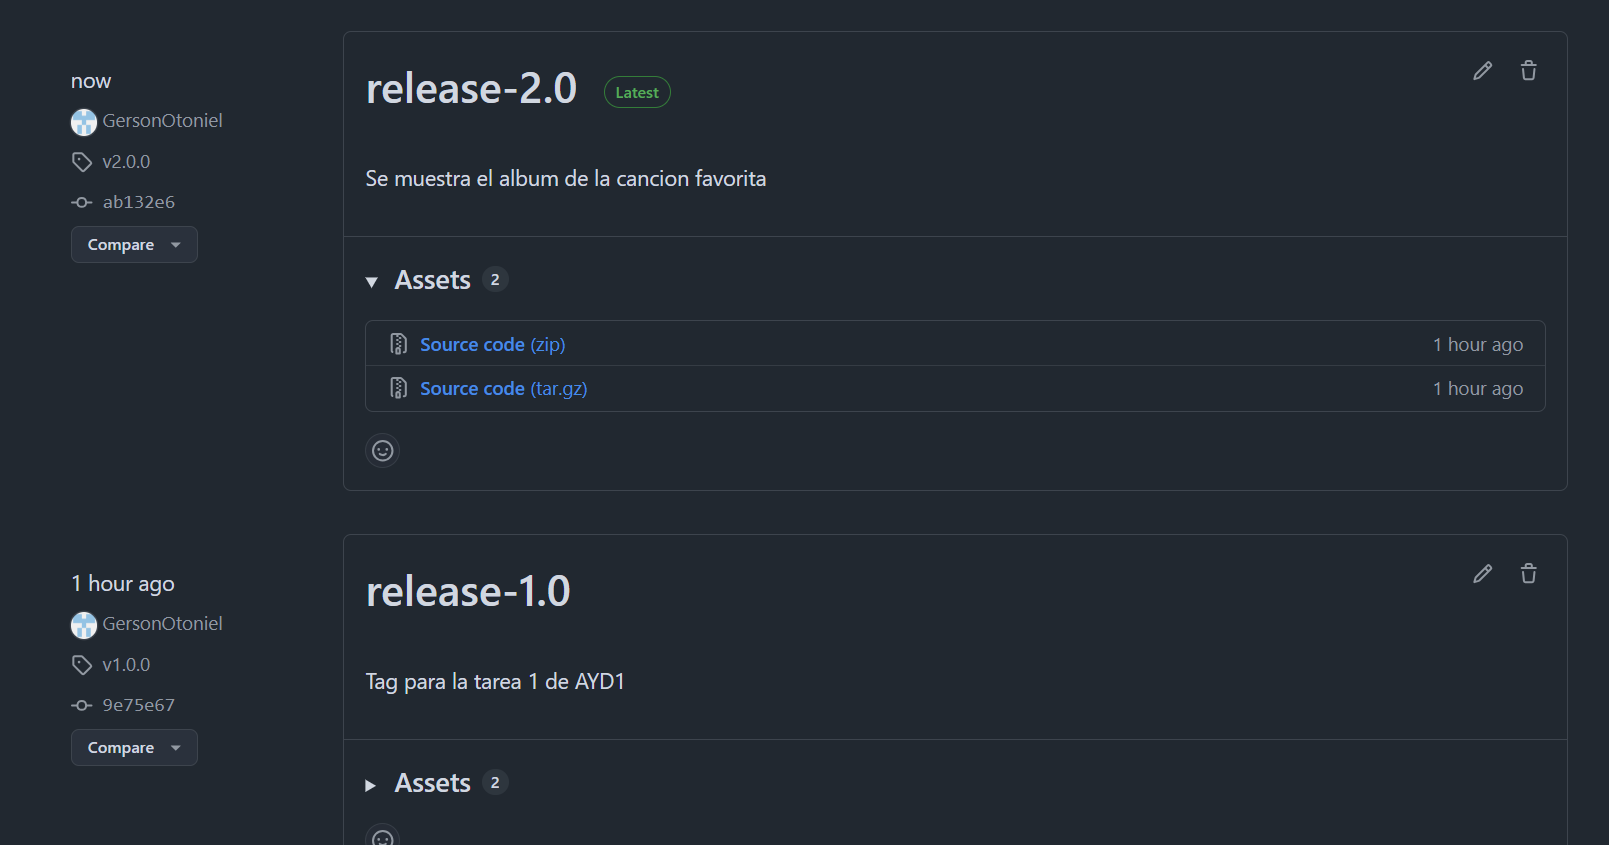 now
GersonOtoniel
v2.0.0
ab132e6
Compare
release-2.0 Latest
Se muestra el album de la cancion favorita
Assets 2
Source code (zip) 1 hour ago
Source code (tar.gz) 1 hour ago
1 hour ago
GersonOtoniel
v1.0.0
9e75e67
Compare
release-1.0
Tag para la tarea 1 de AYD1
Assets 2